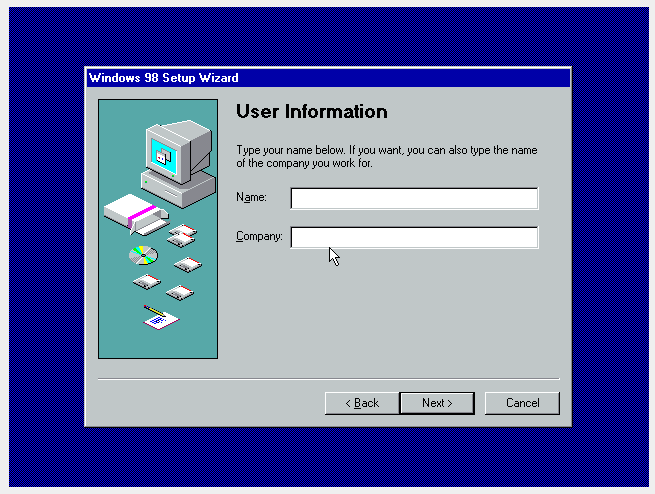 Windows 98 Setup Wizard
User Information
Type your name below. If you want, you can also type the name
of the company you work for.
Name:
Company:
< Back
Next >
Cancel